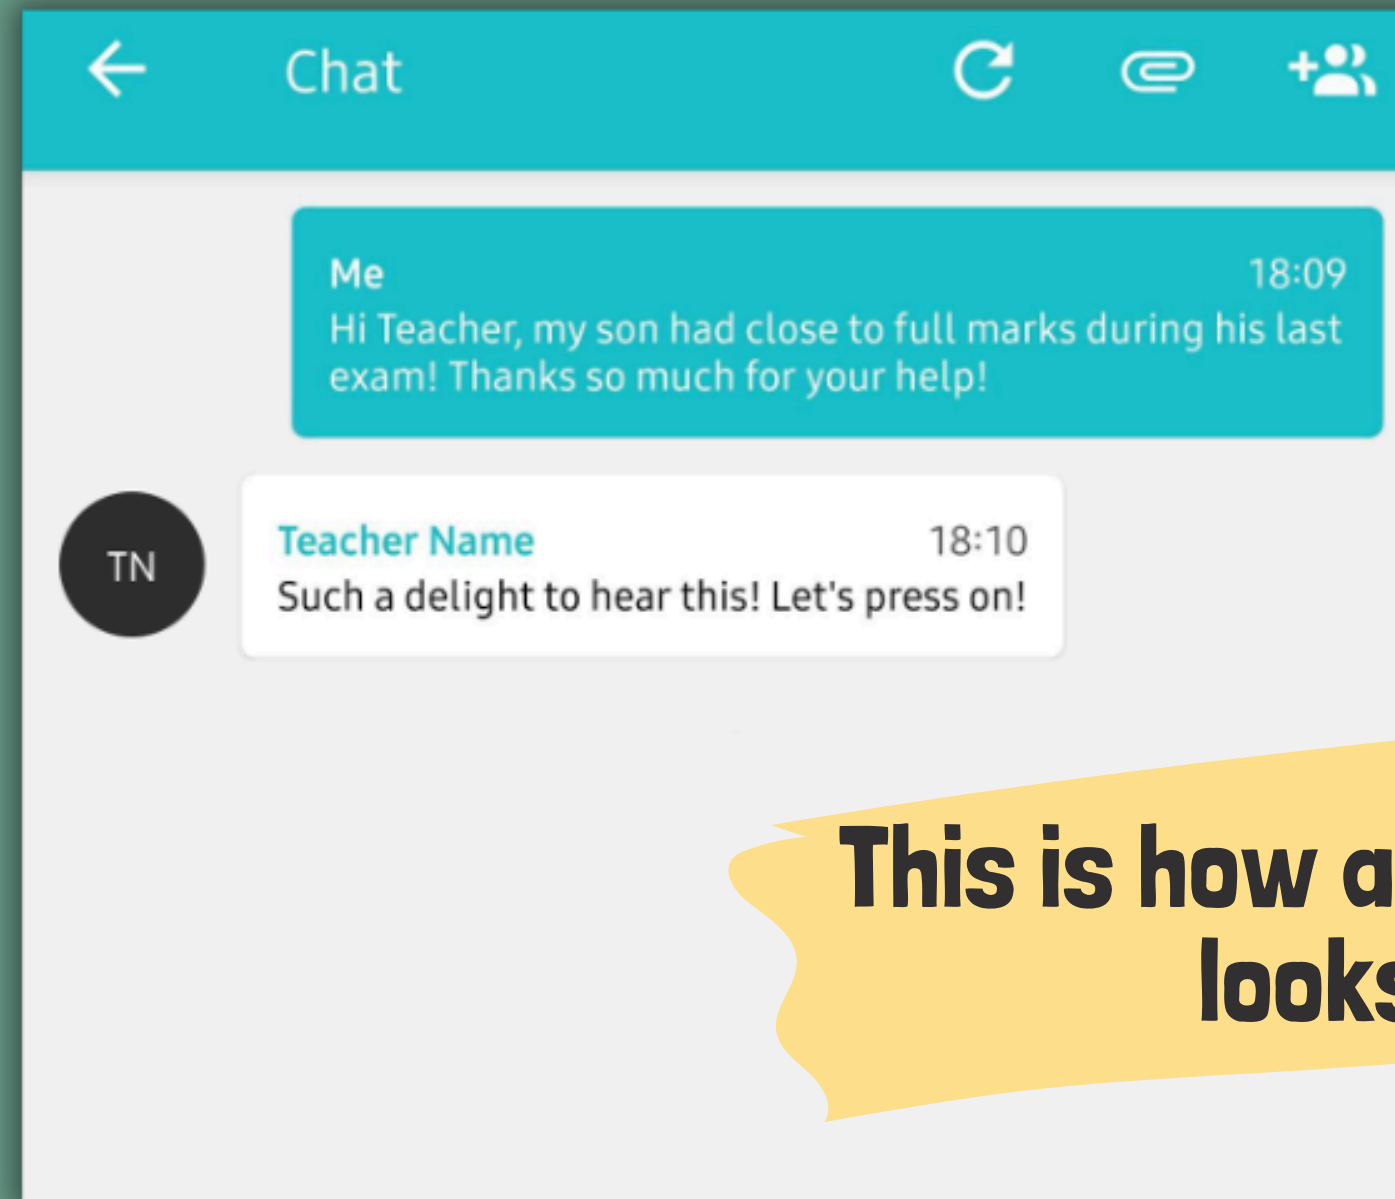 Chat
Me 18:09
Hi Teacher, my son had close to full marks during his last
exam! Thanks so much for your help!
TN
Teacher Name 18:10
Such a delight to hear this! Let's press on!
This is how a
looks